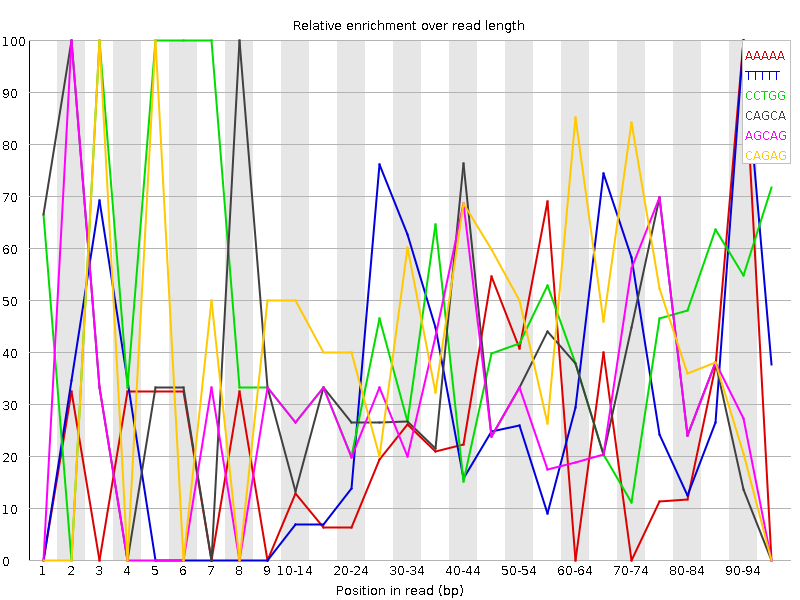 Relative enrichment over read length
100
90
80
70
60
50
40
30
20
10
0
AAAAA
TTTTT
CCTGG
CAGCA
AGCAG
CAGAG
1 2 3 4 5 6 7 8 9 10-14 20-24 30-34 40-44 50-54 60-64 70-74 80-84 90-94
Position in read (bp)